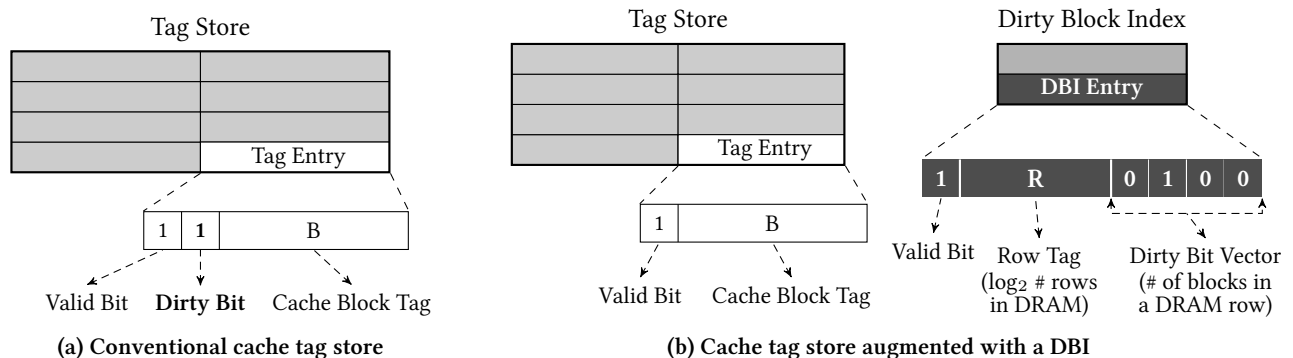 Tag Store
Tag Entry
1 1 B
Valid Bit Dirty Bit Cache Block Tag
(a) Conventional cache tag store
Tag Store
Tag Entry
1 B
Valid Bit Cache Block Tag
Dirty Block Index
DBI Entry
1 R 0 1 0 0
Valid Bit
Row Tag
(log₂ # rows
in DRAM)
Dirty Bit Vector
(# of blocks in
a DRAM row)
(b) Cache tag store augmented with a DBI